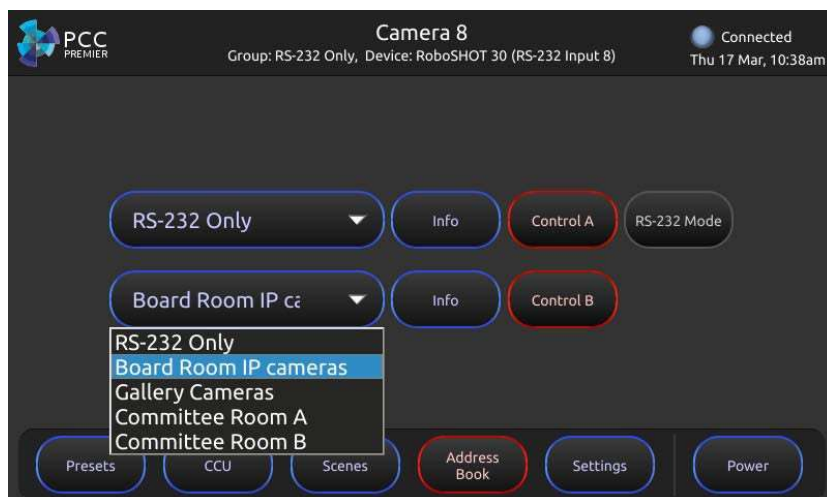 PCC
PREMIER
Camera 8
Group: RS-232 Only, Device: RoboSHOT 30 (RS-232 Input 8)
Connected
Thu 17 Mar, 10:38am
RS-232 Only
Info
Control A
RS-232 Mode
Board Room IP ca
Info
Control B
RS-232 Only
Board Room IP cameras
Gallery Cameras
Committee Room A
Committee Room B
Presets
CCU
Scenes
Address
Book
Settings
Power